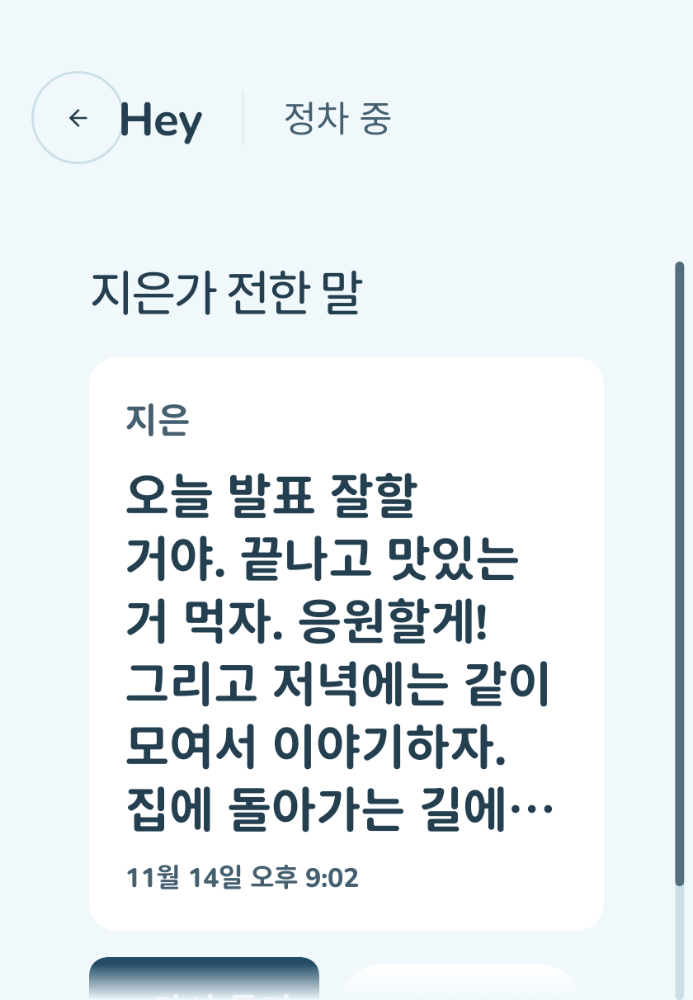 Hey
정차 중
지은가 전한 말
지은
오늘 발표 잘할
거야. 끝나고 맛있는
거 먹자. 응원할게!
그리고 저녁에는 같이
모여서 이야기하자.
집에 돌아가는 길에…
11월 14일 오후 9:02